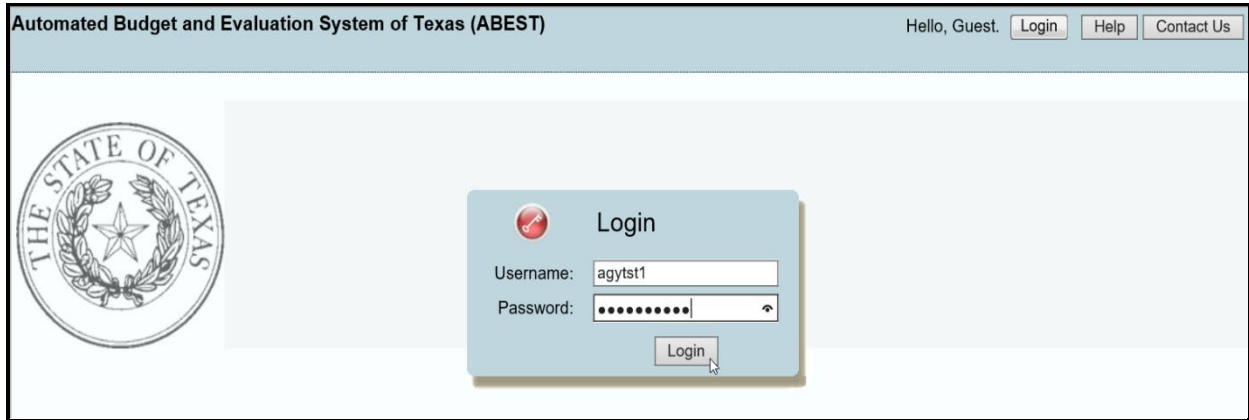 Automated Budget and Evaluation System of Texas (ABEST)
Hello, Guest. Login Help Contact Us
THE STATE OF TEXAS
Login
Username: agytst1
Password: ••••••••••
Login